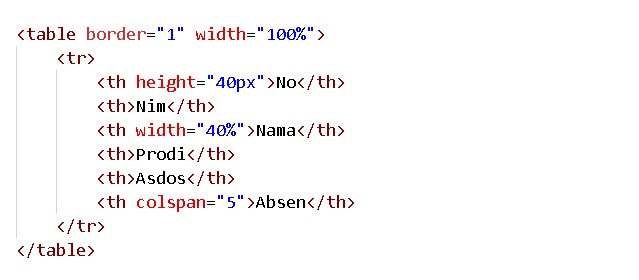 <table border="1" width="100%">
<tr>
<th height="40px">No</th>
<th>Nim</th>
<th width="40%">Nama</th>
<th>Prodi</th>
<th>Asdos</th>
<th colspan="5">Absen</th>
</tr>
</table>